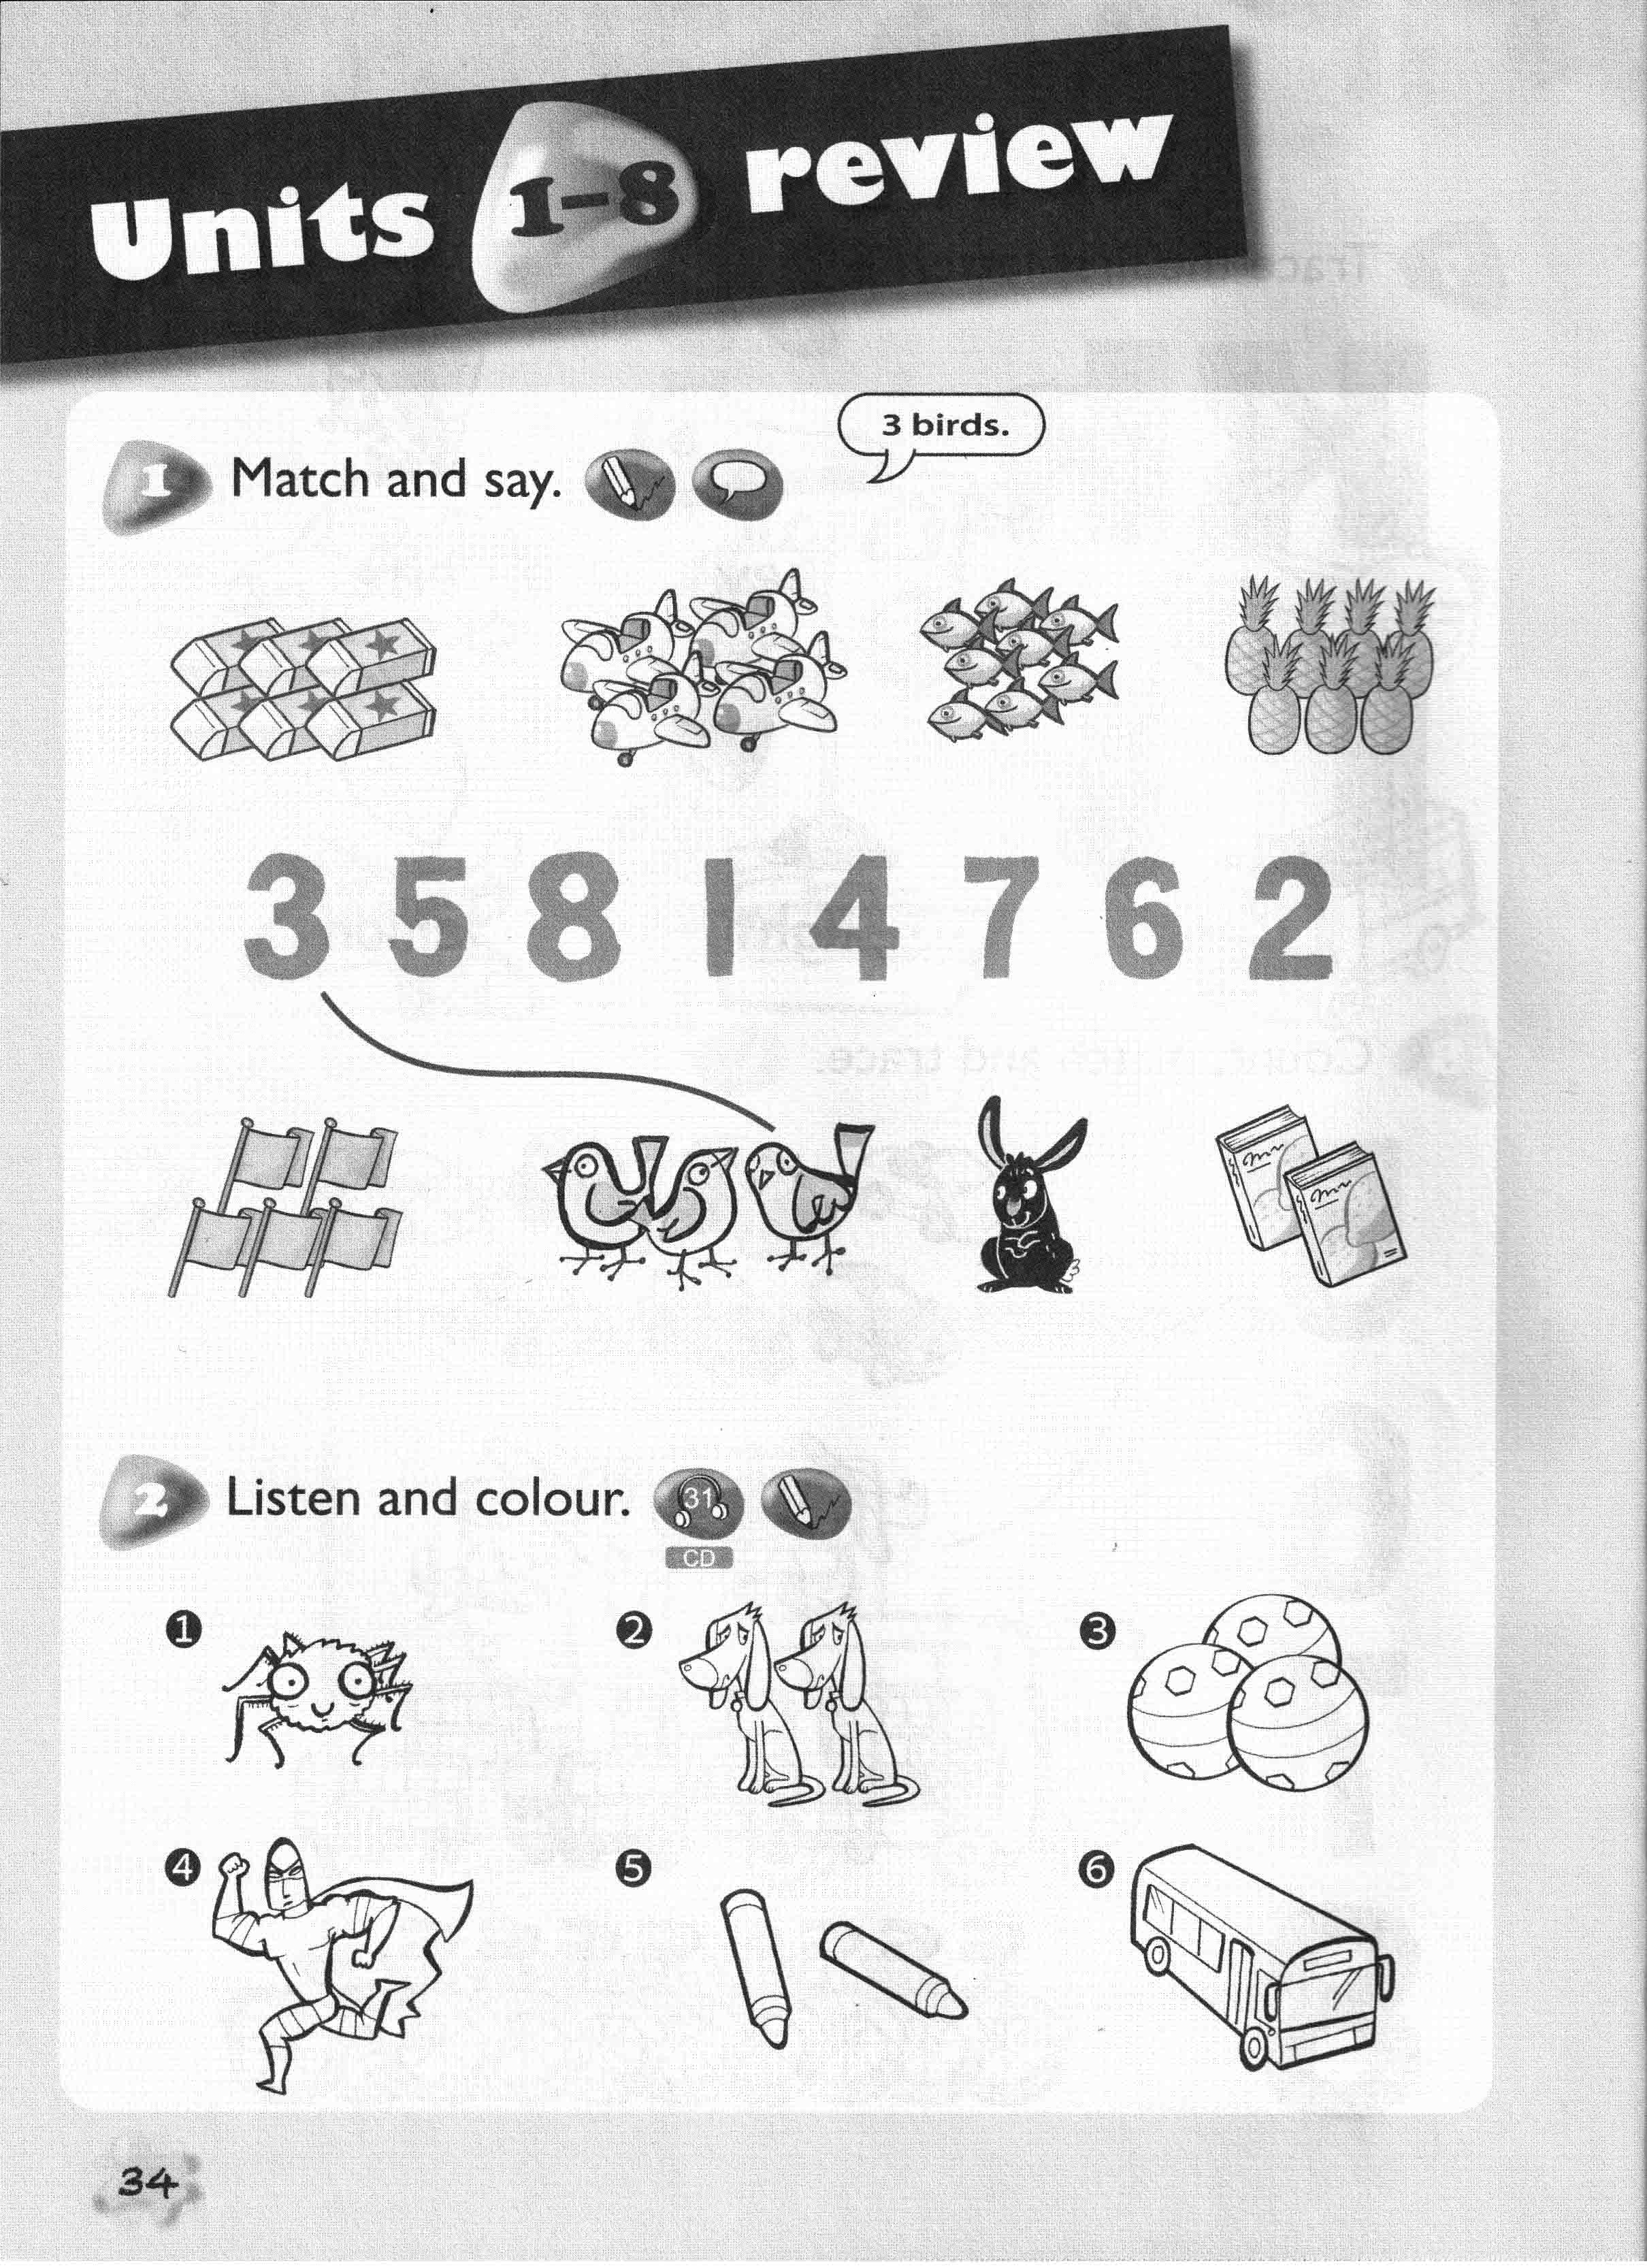 Units 1-8 review
3 birds.
1 Match and say.
3 5 8 1 4 7 6 2
2 Listen and colour. 31
CD
1 2 3
4 5 6
34